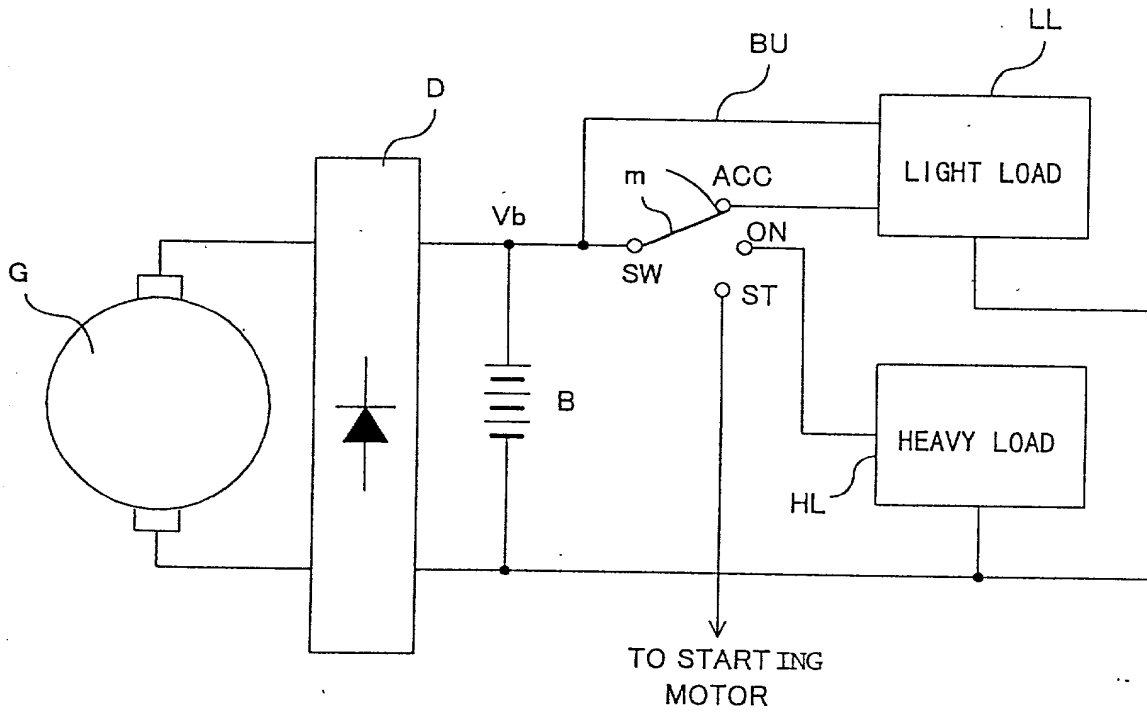 LL
BU
D
LIGHT LOAD
m
ACC
Vb
ON
G
SW
ST
B
HEAVY LOAD
HL
TO STARTING
MOTOR